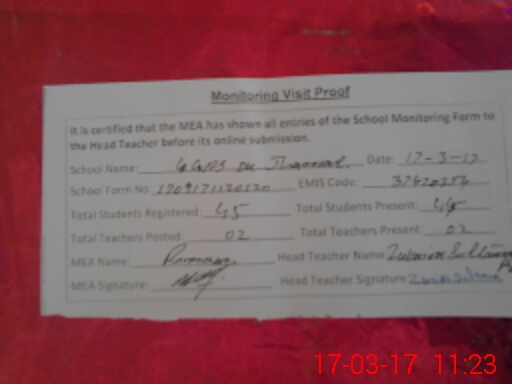 Monitoring Visit Proof
It is certified that the MEA has shown all entries of the School Monitoring Form to
the Head Teacher before its online submission.
School Name: Date: 17-3-17
School Form No: EMIS Code:
Total Students Registered: 45 Total Students Present: 44
Total Teachers Posted: 02 Total Teachers Present: 02
MEA Name: Head Teacher Name
MEA Signature: Head Teacher Signature
17-03-17 11:23